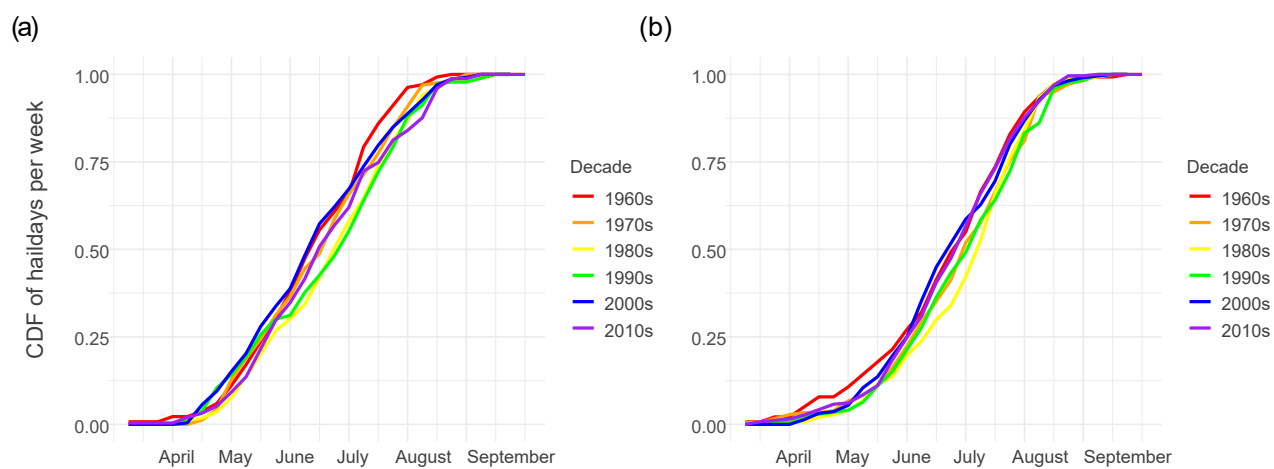 (a)
CDF of haildays per week
1.00
0.75
0.50
0.25
0.00
April May June July August September
Decade
1960s
1970s
1980s
1990s
2000s
2010s
(b)
1.00
0.75
0.50
0.25
0.00
April May June July August September
Decade
1960s
1970s
1980s
1990s
2000s
2010s